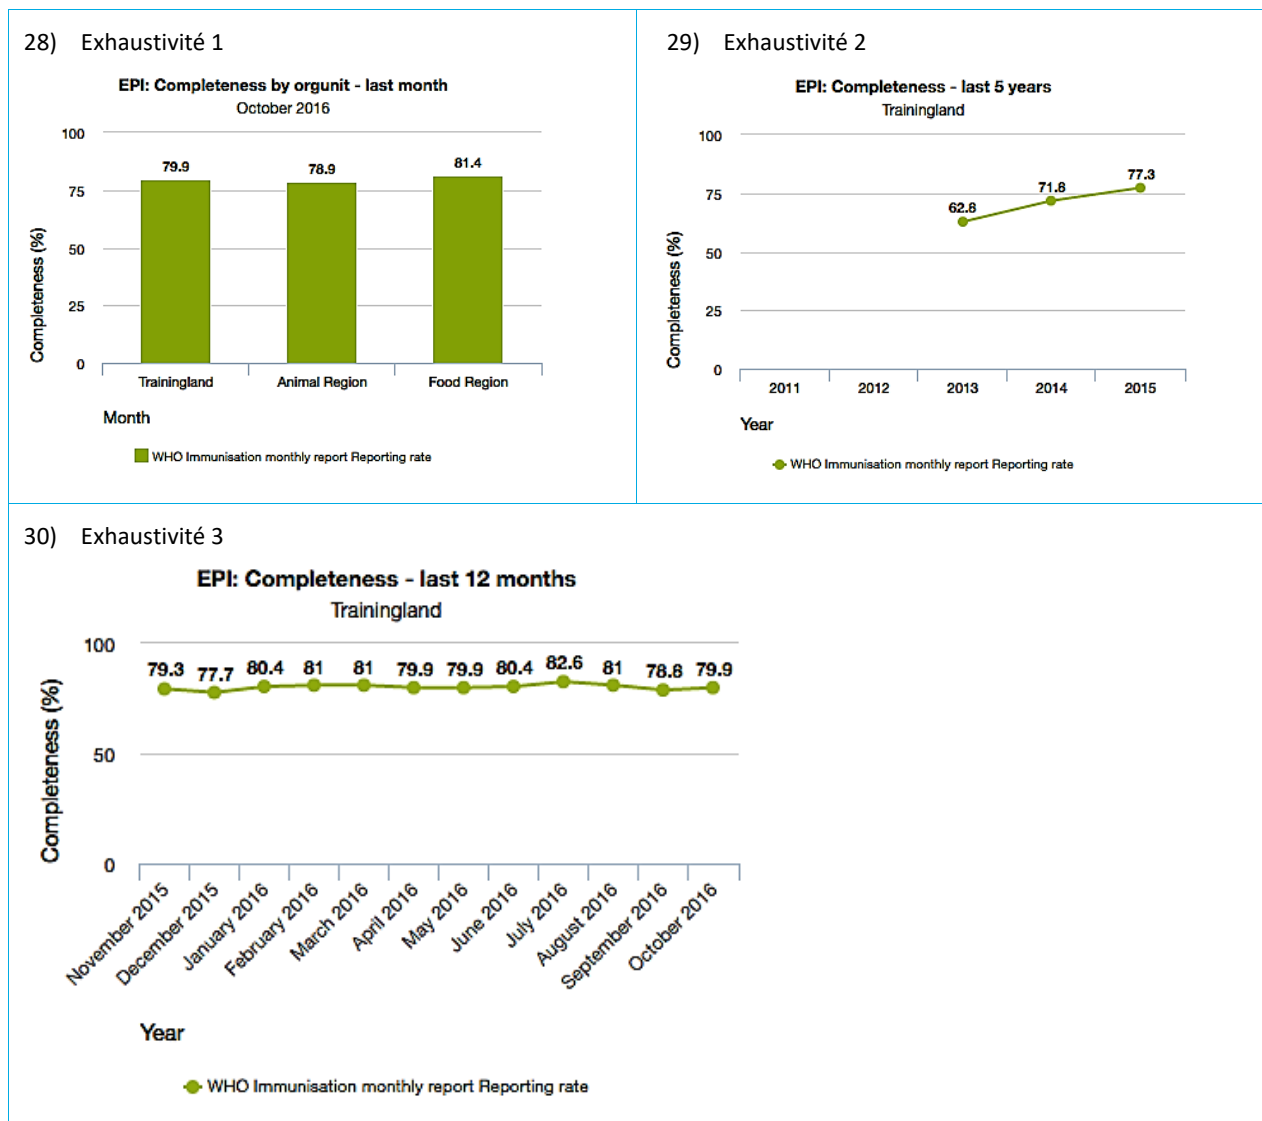 28) Exhaustivité 1
EPI: Completeness by orgunit - last month
October 2016
100
75
50
25
0
Completeness (%)
79.9
78.9
81.4
Trainingland Animal Region Food Region
Month
WHO Immunisation monthly report Reporting rate
29) Exhaustivité 2
EPI: Completeness - last 5 years
Trainingland
100
75
50
25
0
Completeness (%)
62.8
71.8
77.3
2011 2012 2013 2014 2015
Year
WHO Immunisation monthly report Reporting rate
30) Exhaustivité 3
EPI: Completeness - last 12 months
Trainingland
100
50
0
Completeness (%)
79.3 77.7 80.4 81 81 79.9 79.9 80.4 82.6 81 78.8 79.9
November 2015
December 2015
January 2016
February 2016
March 2016
April 2016
May 2016
June 2016
July 2016
August 2016
September 2016
October 2016
Year
WHO Immunisation monthly report Reporting rate